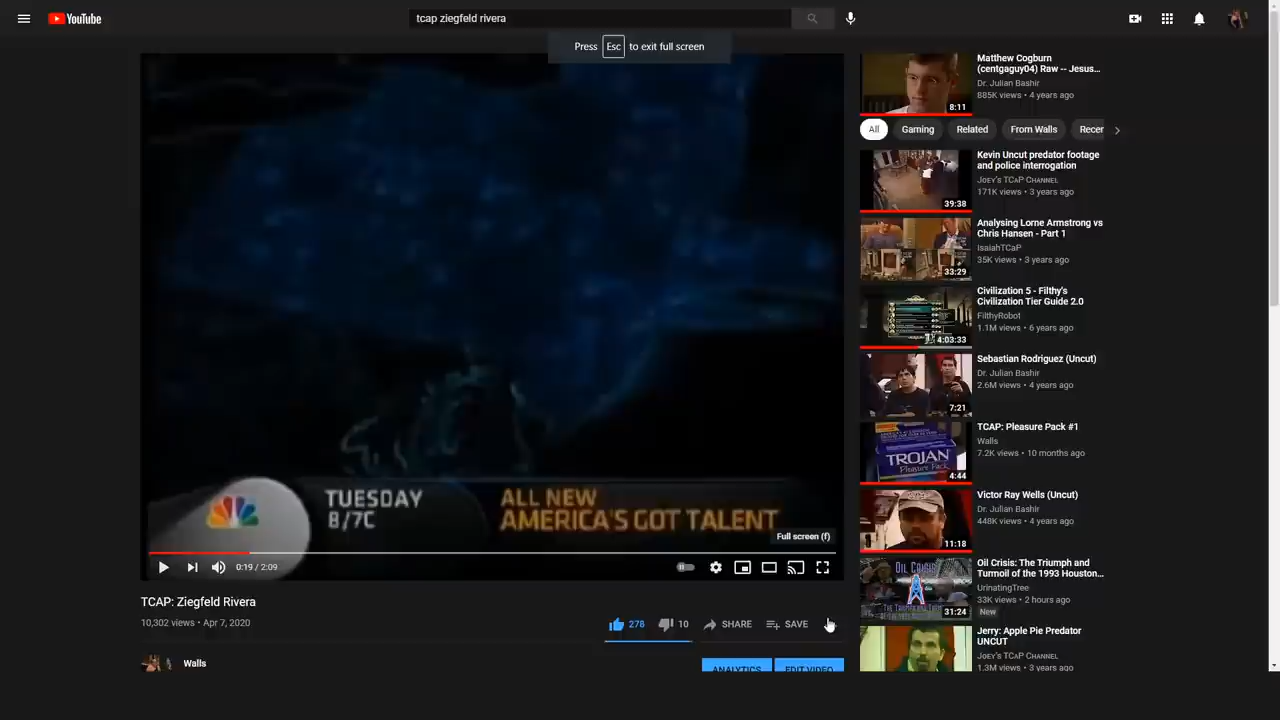 YouTube
tcap ziegfeld rivera
Press Esc to exit full screen
TUESDAY
8/7C
ALL NEW
AMERICA'S GOT TALENT
Full screen (f)
0:19 / 2:09
TCAP: Ziegfeld Rivera
10,302 views • Apr 7, 2020
278
10
SHARE
SAVE
Walls
ANALYTICS
EDIT VIDEO
Matthew Cogburn
(centgaguy04) Raw -- Jesus...
Dr. Julian Bashir
885K views • 4 years ago
8:11
All
Gaming
Related
From Walls
Recer
Kevin Uncut predator footage
and police interrogation
JOEY'S TCAP CHANNEL
171K views • 3 years ago
39:38
Analysing Lorne Armstrong vs
Chris Hansen - Part 1
IsaiahTCaP
35K views • 3 years ago
33:29
Civilization 5 - Filthy's
Civilization Tier Guide 2.0
FilthyRobot
1.1M views • 6 years ago
4:03:33
Sebastian Rodriguez (Uncut)
Dr. Julian Bashir
2.6M views • 4 years ago
7:21
TCAP: Pleasure Pack #1
Walls
7.2K views • 10 months ago
TROJAN
Pleasure Pack
4:44
Victor Ray Wells (Uncut)
Dr. Julian Bashir
448K views • 4 years ago
11:18
Oil Crisis: The Triumph and
Turmoil of the 1993 Houston...
UrinatingTree
33K views • 2 hours ago
New
OIL CRISIS
31:24
Jerry: Apple Pie Predator
UNCUT
JOEY'S TCAP CHANNEL
1.3M views • 3 years ago